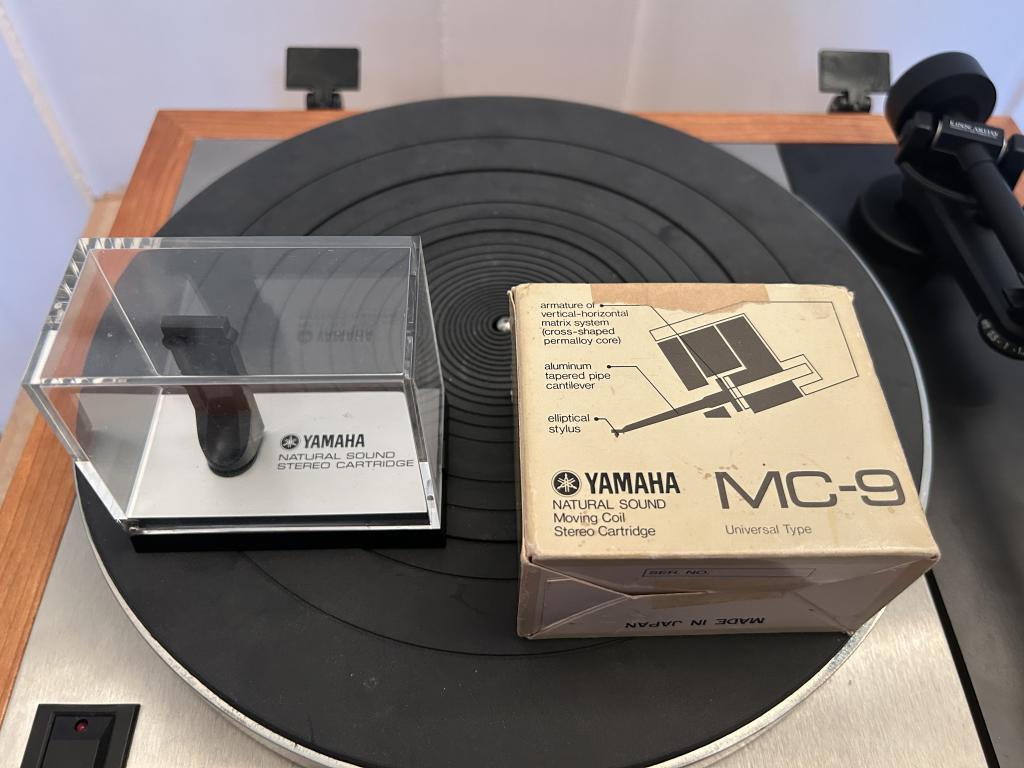 YAMAHA
NATURAL SOUND
STEREO CARTRIDGE
armature of
vertical-horizontal
matrix system
(cross-shaped
permalloy core)
aluminum
tapered pipe
cantilever
elliptical
stylus
YAMAHA
NATURAL SOUND
Moving Coil
Stereo Cartridge
MC-9
Universal Type
SER. NO.
MADE IN JAPAN
YAMAHA